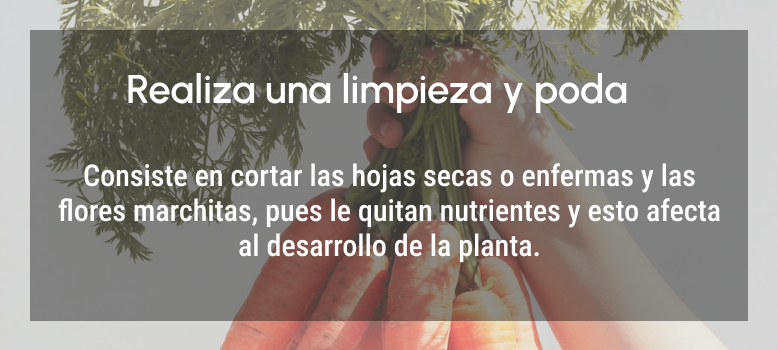 Realiza una limpieza y poda
Consiste en cortar las hojas secas o enfermas y las
flores marchitas, pues le quitan nutrientes y esto afecta
al desarrollo de la planta.